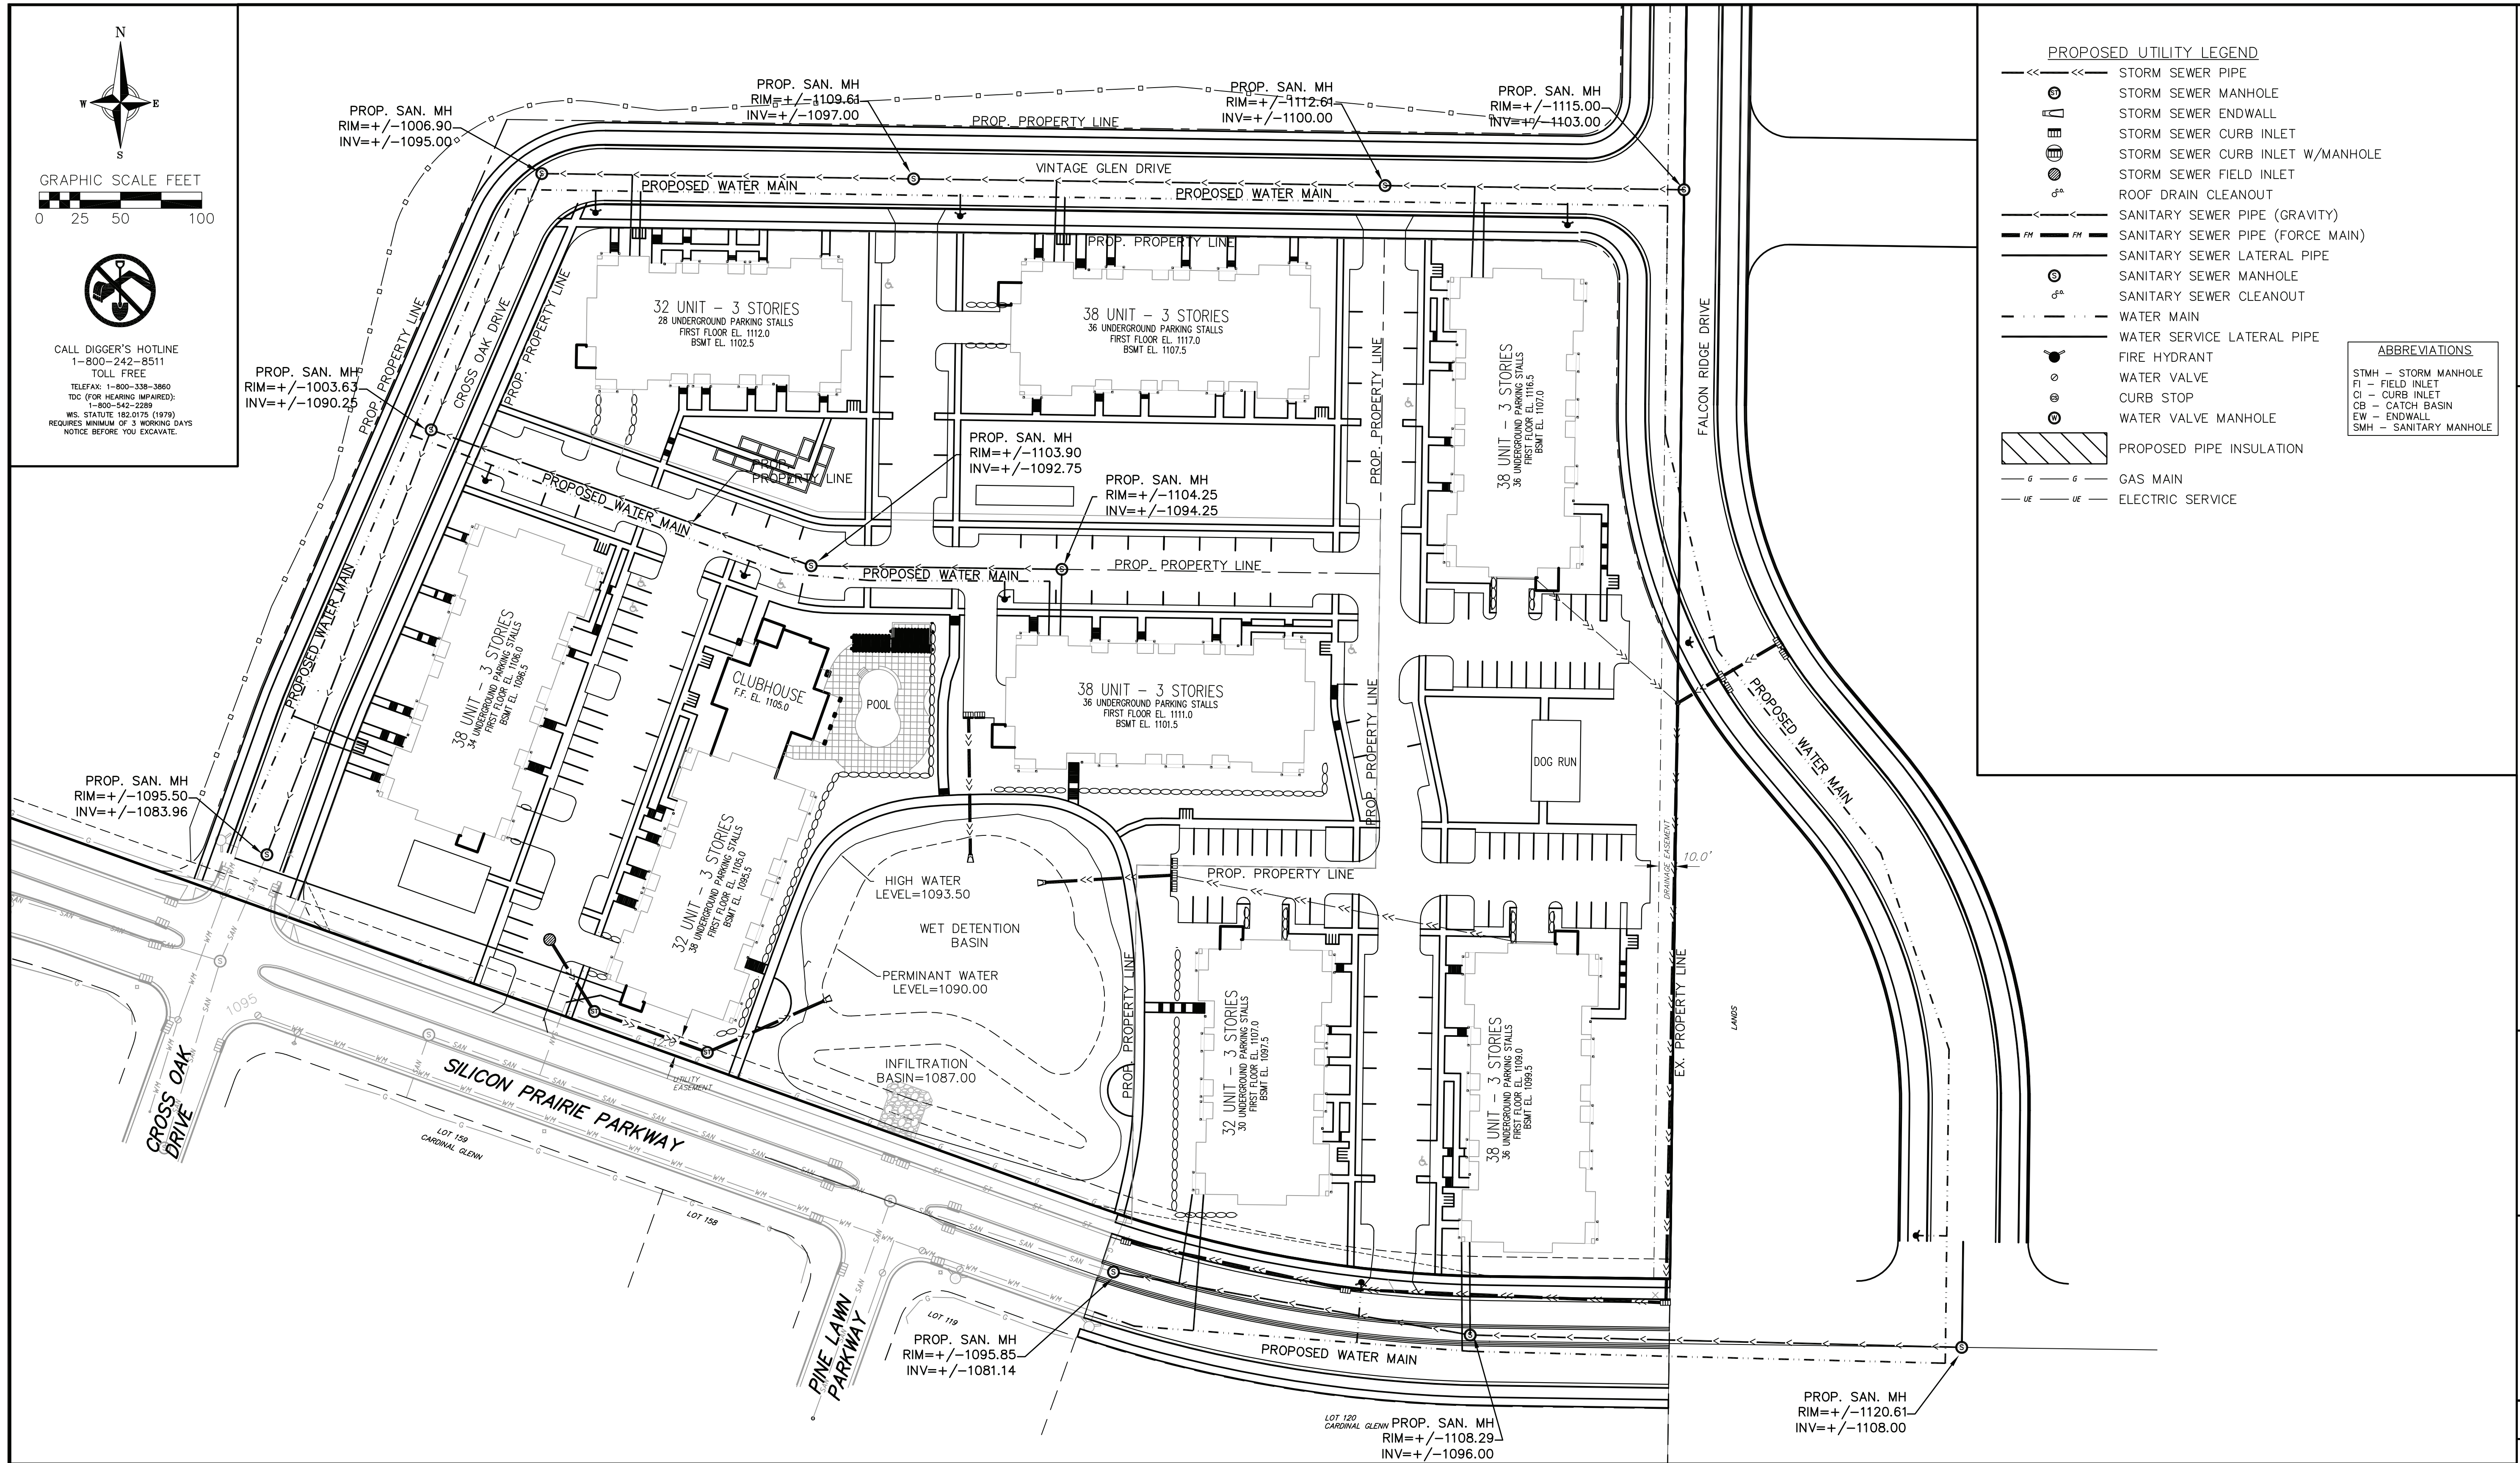 N
W
E
S
GRAPHIC SCALE FEET
0 25 50 100
CALL DIGGER'S HOTLINE
1-800-242-8511
TOLL FREE
TELEFAX: 1-800-338-3860
TDC (FOR HEARING IMPAIRED):
1-800-542-2289
WIS. STATUTE 182.0175 (1979)
REQUIRES MINIMUM OF 3 WORKING DAYS
NOTICE BEFORE YOU EXCAVATE.
PROP. SAN. MH
RIM=+/-1006.90
INV=+/-1095.00
PROP. SAN. MH
RIM=+/-1109.61
INV=+/-1097.00
PROP. SAN. MH
RIM=+/-1112.61
INV=+/-1100.00
PROP. SAN. MH
RIM=+/-1115.00
INV=+/-1103.00
PROP. PROPERTY LINE
VINTAGE GLEN DRIVE
PROPOSED WATER MAIN
PROPOSED WATER MAIN
PROP. PROPERTY LINE
PROP. PROPERTY LINE
CROSS OAK DRIVE
PROP. PROPERTY LINE
32 UNIT - 3 STORIES
28 UNDERGROUND PARKING STALLS
FIRST FLOOR EL. 1112.0
BSMT EL. 1102.5
38 UNIT - 3 STORIES
36 UNDERGROUND PARKING STALLS
FIRST FLOOR EL. 1117.0
BSMT EL. 1107.5
PROP. PROPERTY LINE
38 UNIT - 3 STORIES
36 UNDERGROUND PARKING STALLS
FIRST FLOOR EL. 1116.5
BSMT EL. 1107.0
FALCON RIDGE DRIVE
PROP. SAN. MH
RIM=+/-1003.63
INV=+/-1090.25
PROP. SAN. MH
RIM=+/-1103.90
INV=+/-1092.75
PROP. SAN. MH
RIM=+/-1104.25
INV=+/-1094.25
PROP.
PROPERTY LINE
PROPOSED WATER MAIN
PROPOSED WATER MAIN
PROP. PROPERTY LINE
PROPOSED WATER MAIN
38 UNIT - 3 STORIES
34 UNDERGROUND PARKING STALLS
FIRST FLOOR EL. 1106.0
BSMT EL. 1096.5
CLUBHOUSE
F.F. EL. 1105.0
POOL
38 UNIT - 3 STORIES
36 UNDERGROUND PARKING STALLS
FIRST FLOOR EL. 1111.0
BSMT EL. 1101.5
PROP. PROPERTY LINE
DOG RUN
PROPOSED WATER MAIN
PROP. SAN. MH
RIM=+/-1095.50
INV=+/-1083.96
32 UNIT - 3 STORIES
38 UNDERGROUND PARKING STALLS
FIRST FLOOR EL. 1105.0
BSMT EL. 1095.5
HIGH WATER
LEVEL=1093.50
WET DETENTION
BASIN
PERMINANT WATER
LEVEL=1090.00
INFILTRATION
BASIN=1087.00
PROP. PROPERTY LINE
PROP. PROPERTY LINE
DRAINAGE EASEMENT
10.0'
EX. PROPERTY LINE
LANDS
32 UNIT - 3 STORIES
30 UNDERGROUND PARKING STALLS
FIRST FLOOR EL. 1107.0
BSMT EL. 1097.5
38 UNIT - 3 STORIES
36 UNDERGROUND PARKING STALLS
FIRST FLOOR EL. 1109.0
BSMT EL. 1099.5
1095
12.0'
UTILITY
EASEMENT
CROSS OAK
DRIVE
SILICON PRAIRIE PARKWAY
LOT 159
CARDINAL GLENN
LOT 158
PINE LAWN
PARKWAY
LOT 119
PROP. SAN. MH
RIM=+/-1095.85
INV=+/-1081.14
PROPOSED WATER MAIN
LOT 120
CARDINAL GLENN
PROP. SAN. MH
RIM=+/-1108.29
INV=+/-1096.00
PROP. SAN. MH
RIM=+/-1120.61
INV=+/-1108.00
PROPOSED UTILITY LEGEND
STORM SEWER PIPE
ST STORM SEWER MANHOLE
STORM SEWER ENDWALL
STORM SEWER CURB INLET
STORM SEWER CURB INLET W/MANHOLE
STORM SEWER FIELD INLET
C.O. ROOF DRAIN CLEANOUT
SANITARY SEWER PIPE (GRAVITY)
FM FM SANITARY SEWER PIPE (FORCE MAIN)
SANITARY SEWER LATERAL PIPE
S SANITARY SEWER MANHOLE
C.O. SANITARY SEWER CLEANOUT
WATER MAIN
WATER SERVICE LATERAL PIPE
FIRE HYDRANT
WATER VALVE
CURB STOP
W WATER VALVE MANHOLE
PROPOSED PIPE INSULATION
G G GAS MAIN
UE UE ELECTRIC SERVICE
ABBREVIATIONS
STMH - STORM MANHOLE
FI - FIELD INLET
CI - CURB INLET
CB - CATCH BASIN
EW - ENDWALL
SMH - SANITARY MANHOLE